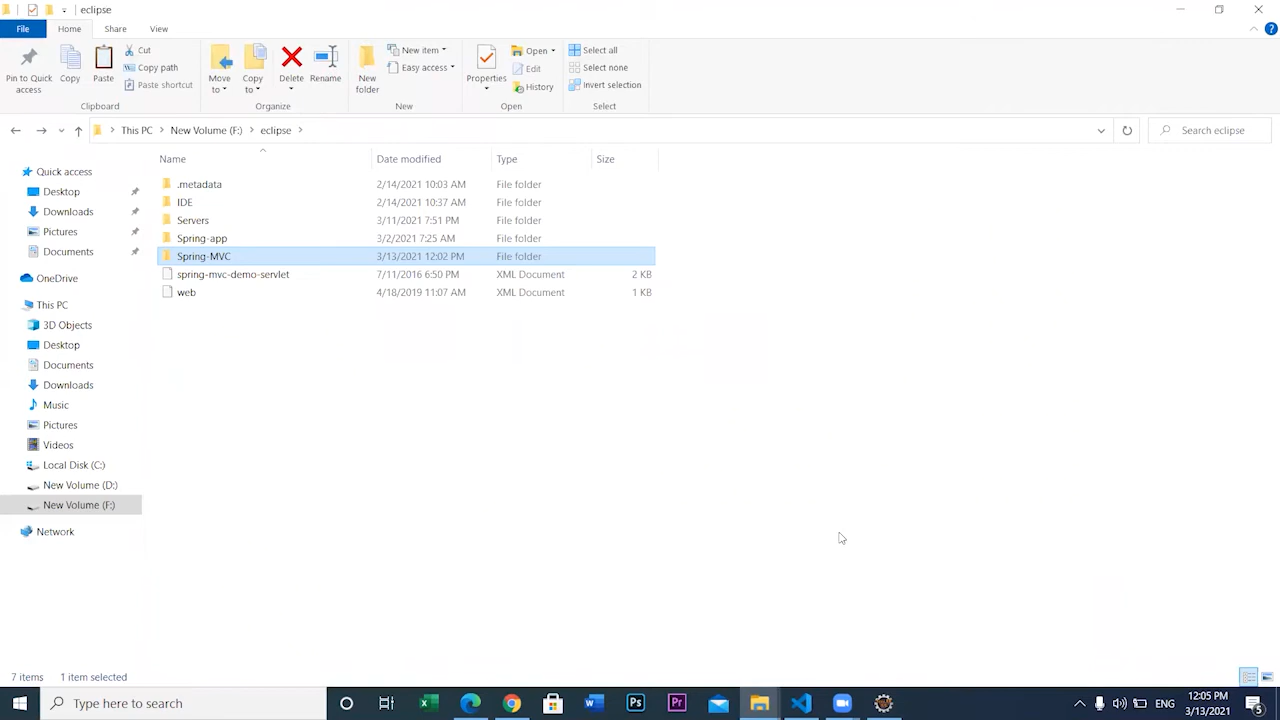 eclipse
File
Home
Share
View
Pin to Quick access
Copy
Paste
Cut
Copy path
Paste shortcut
Clipboard
Move to
Copy to
Delete
Rename
Organize
New folder
New item
Easy access
New
Properties
Open
Edit
History
Open
Select all
Select none
Invert selection
Select
This PC
New Volume (F:)
eclipse
Search eclipse
Name Date modified Type Size
.metadata 2/14/2021 10:03 AM File folder
IDE 2/14/2021 10:37 AM File folder
Servers 3/11/2021 7:51 PM File folder
Spring-app 3/2/2021 7:25 AM File folder
Spring-MVC 3/13/2021 12:02 PM File folder
spring-mvc-demo-servlet 7/11/2016 6:50 PM XML Document 2 KB
web 4/18/2019 11:07 AM XML Document 1 KB
Quick access
Desktop
Downloads
Pictures
Documents
OneDrive
This PC
3D Objects
Desktop
Documents
Downloads
Music
Pictures
Videos
Local Disk (C:)
New Volume (D:)
New Volume (F:)
Network
7 items 1 item selected
Type here to search
Ps
Pr
ENG
12:05 PM
3/13/2021
5